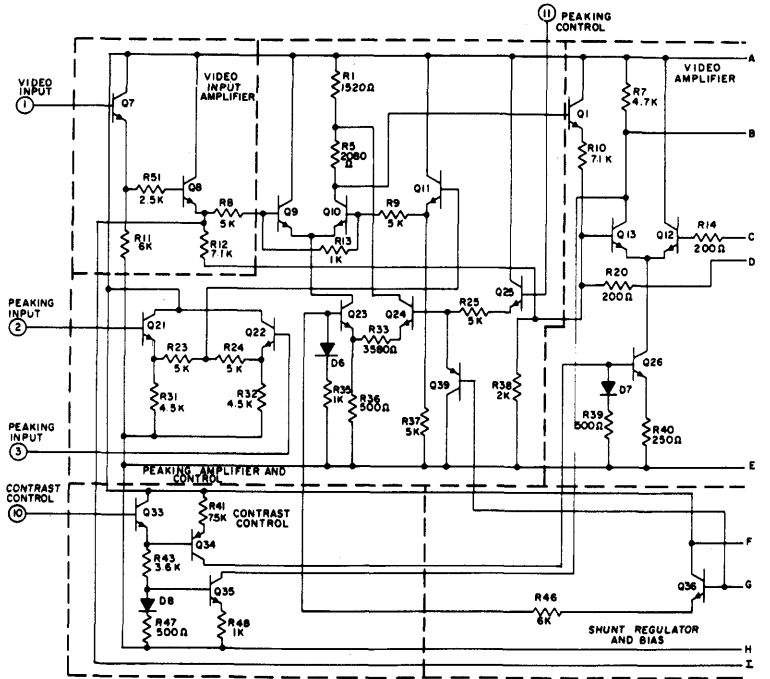 11 PEAKING
CONTROL
A
VIDEO
INPUT
1
Q7
VIDEO
INPUT
AMPLIFIER
R1
1520Ω
Q1
R7
4.7K
VIDEO
AMPLIFIER
B
R10
7.1K
R51
2.5K
Q8
R5
2080
Ω
Q11
R8
5K
Q9
Q10
R9
5K
R11
6K
R12
7.1K
R13
1K
Q13
Q12
R14
200Ω
C
D
R20
200Ω
PEAKING
INPUT
2
Q21
Q22
Q23
Q24
R25
5K
Q25
R23
5K
R24
5K
R33
3580Ω
D6
Q39
Q26
R31
4.5K
R32
4.5K
R35
1K
R36
500Ω
R37
5K
R38
2K
D7
R39
500Ω
R40
250Ω
PEAKING
INPUT
3
E
PEAKING AMPLIFIER AND
CONTROL
CONTRAST
CONTROL
10
Q33
R41
7.5K
CONTRAST
CONTROL
Q34
F
R43
3.6K
Q35
Q36
G
D8
R46
6K
R47
500Ω
R48
1K
SHUNT REGULATOR
AND BIAS
H
I